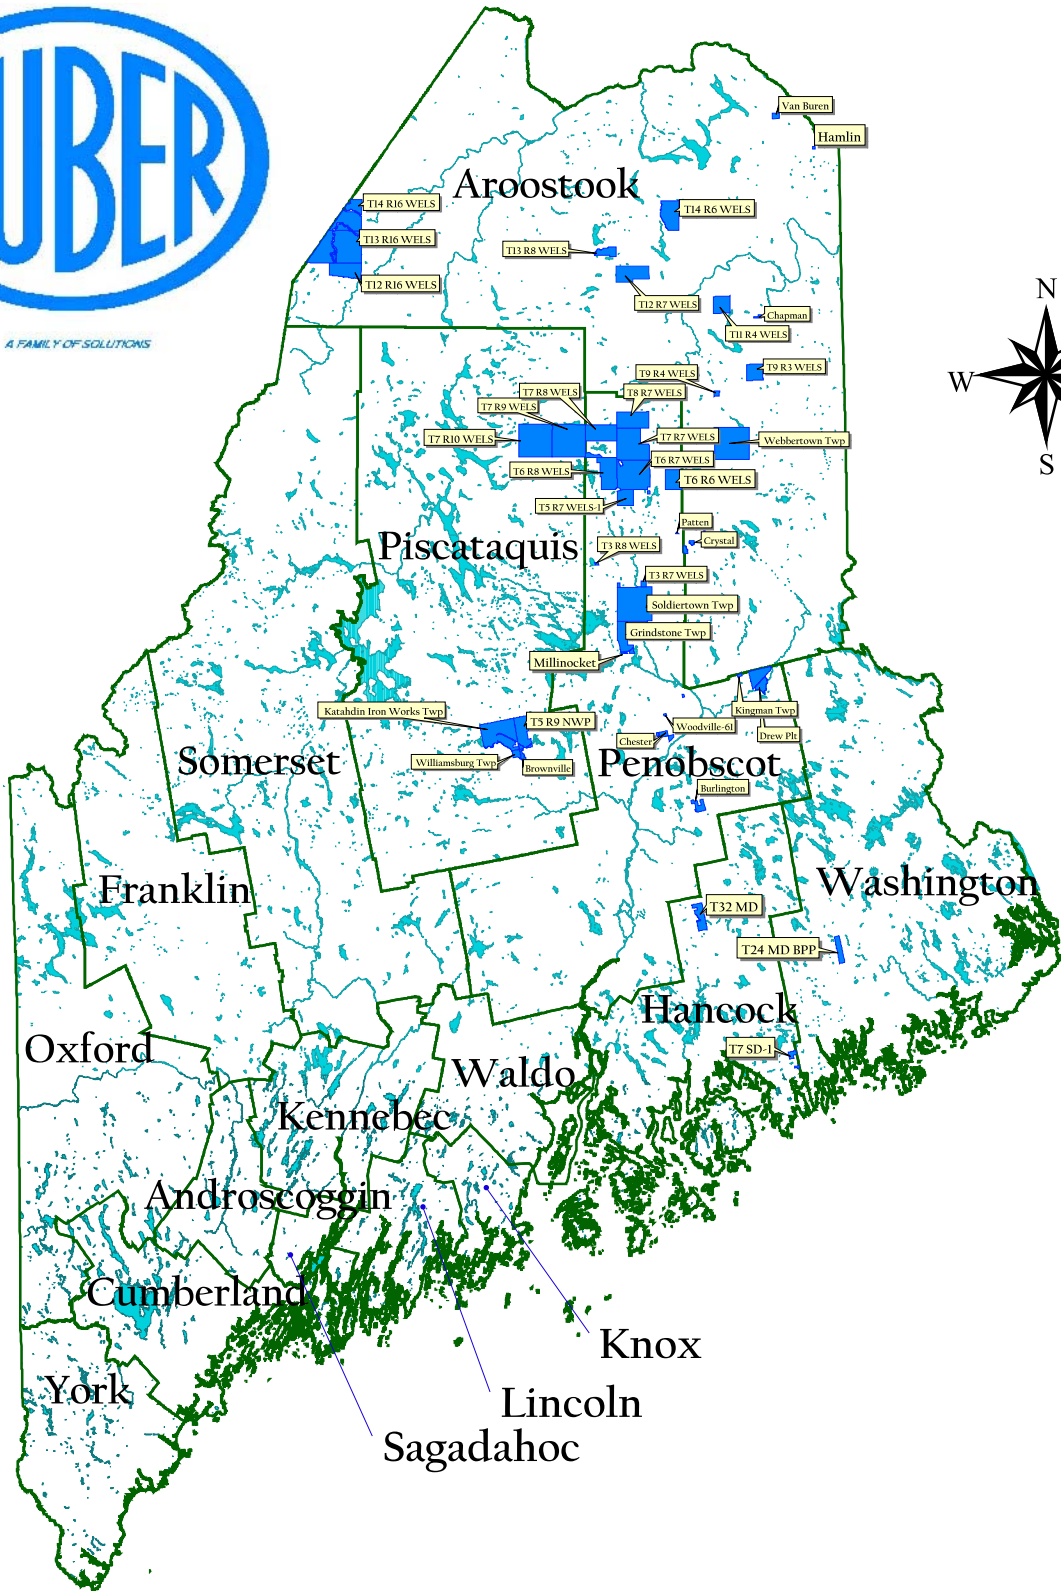 UBER
A FAMILY OF SOLUTIONS
Van Buren
Hamlin
Aroostook
T14 R16 WELS
T14 R6 WELS
T13 R16 WELS
T13 R8 WELS
T12 R16 WELS
T12 R7 WELS
Chapman
T11 R4 WELS
N
W
S
T9 R4 WELS
T9 R3 WELS
T7 R8 WELS
T8 R7 WELS
T7 R9 WELS
T7 R10 WELS
T7 R7 WELS
Webbertown Twp
T6 R7 WELS
T6 R8 WELS
T6 R6 WELS
T5 R7 WELS-1
Patten
Crystal
Piscataquis
T3 R8 WELS
T3 R7 WELS
Soldiertown Twp
Grindstone Twp
Millinocket
Katahdin Iron Works Twp
T5 R9 NWP
Kingman Twp
Woodville-61
Drew Plt
Chester
Somerset
Williamsburg Twp
Brownville
Penobscot
Burlington
Franklin
Washington
T32 MD
T24 MD BPP
Hancock
Oxford
T7 SD-1
Waldo
Kennebec
Androscoggin
Cumberland
Knox
York
Lincoln
Sagadahoc